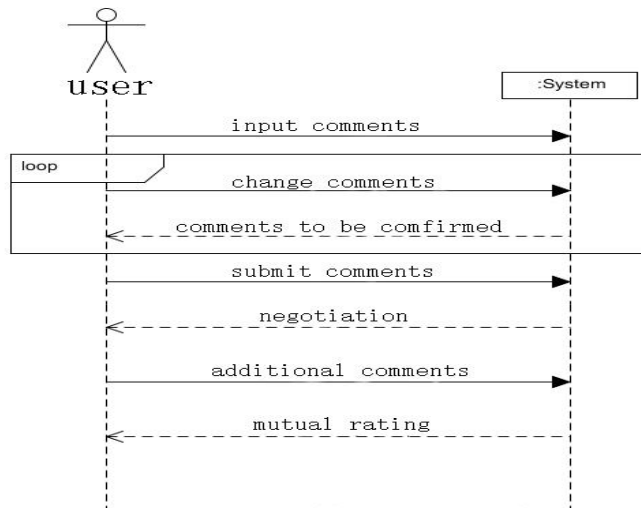 user
:System
input comments
loop
change comments
comments to be comfirmed
submit comments
negotiation
additional comments
mutual rating